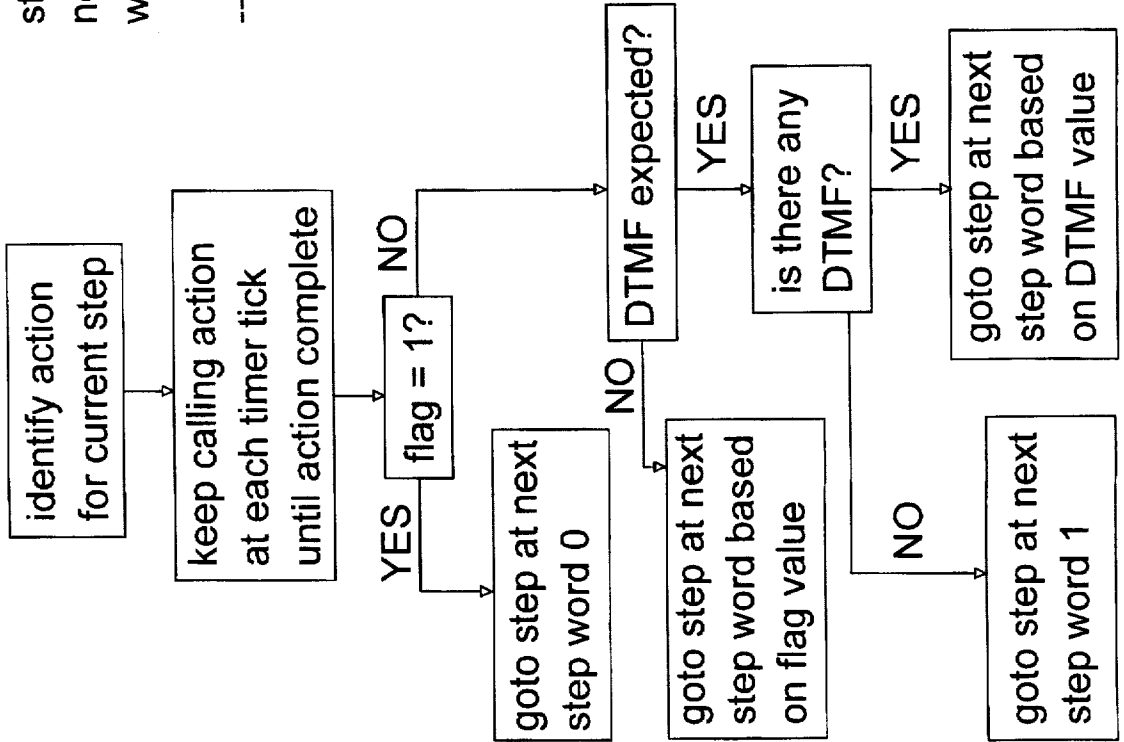 identify action
for current step
keep calling action
at each timer tick
until action complete
flag = 1?
YES
NO
goto step at next
step word 0
DTMF expected?
NO
YES
goto step at next
step word based
on flag value
is there any
DTMF?
NO
YES
goto step at next
step word 1
goto step at next
step word based
on DTMF value